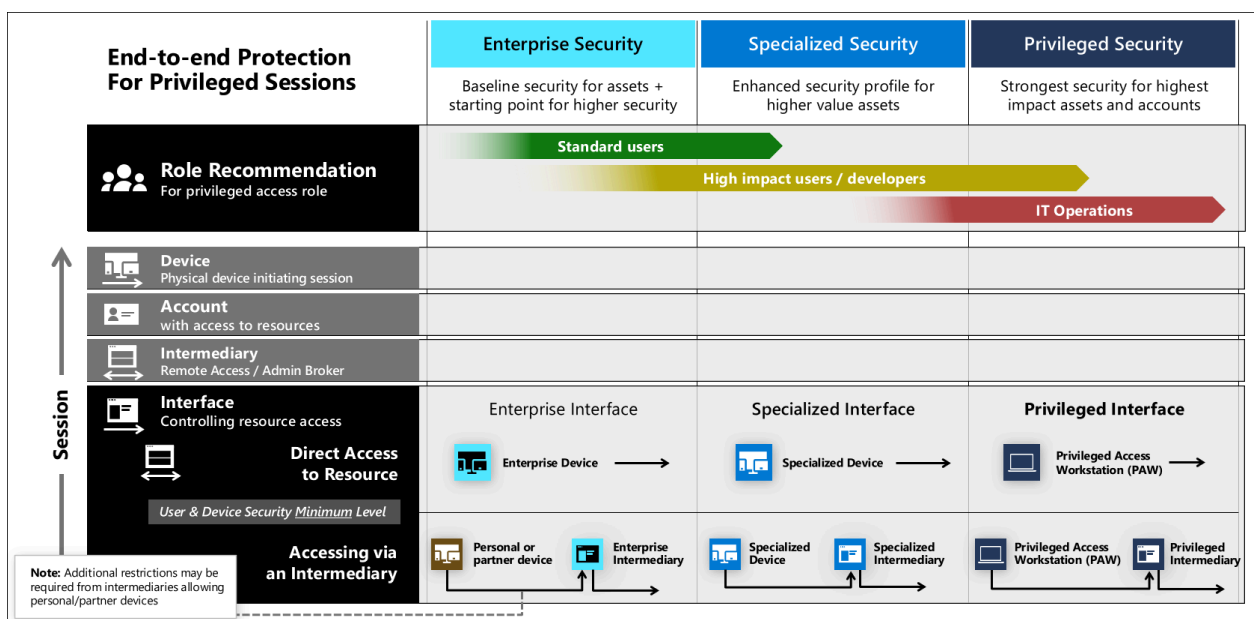 End-to-end Protection
For Privileged Sessions
Enterprise Security
Specialized Security
Privileged Security
Baseline security for assets +
starting point for higher security
Enhanced security profile for
higher value assets
Strongest security for highest
impact assets and accounts
Role Recommendation
For privileged access role
Standard users
High impact users / developers
IT Operations
Session
Device
Physical device initiating session
Account
with access to resources
Intermediary
Remote Access / Admin Broker
Interface
Controlling resource access
Enterprise Interface
Specialized Interface
Privileged Interface
Direct Access
to Resource
Enterprise Device
Specialized Device
Privileged Access
Workstation (PAW)
User & Device Security Minimum Level
Accessing via
an Intermediary
Personal or
partner device
Enterprise
Intermediary
Specialized
Device
Specialized
Intermediary
Privileged Access
Workstation (PAW)
Privileged
Intermediary
Note: Additional restrictions may be
required from intermediaries allowing
personal/partner devices